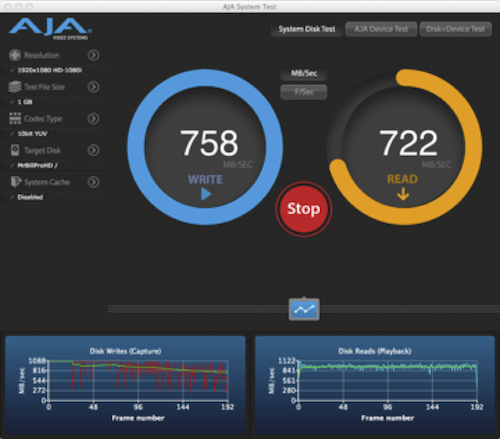 AJA System Test
AJA
VIDEO SYSTEMS
System Disk Test
AJA Device Test
Disk+Device Test
Resolution
1920x1080 HD-1080i
Test File Size
1 GB
Codec Type
10bit YUV
Target Disk
MrBillProHD /
System Cache
Disabled
MB/Sec
F/Sec
758
MB/SEC
WRITE
722
MB/SEC
READ
Stop
Disk Writes (Capture)
MB/sec
1088
816
544
272
0
0 48 96 144 192
Frame number
Disk Reads (Playback)
MB/sec
1122
841
561
280
0
0 48 96 144 192
Frame number